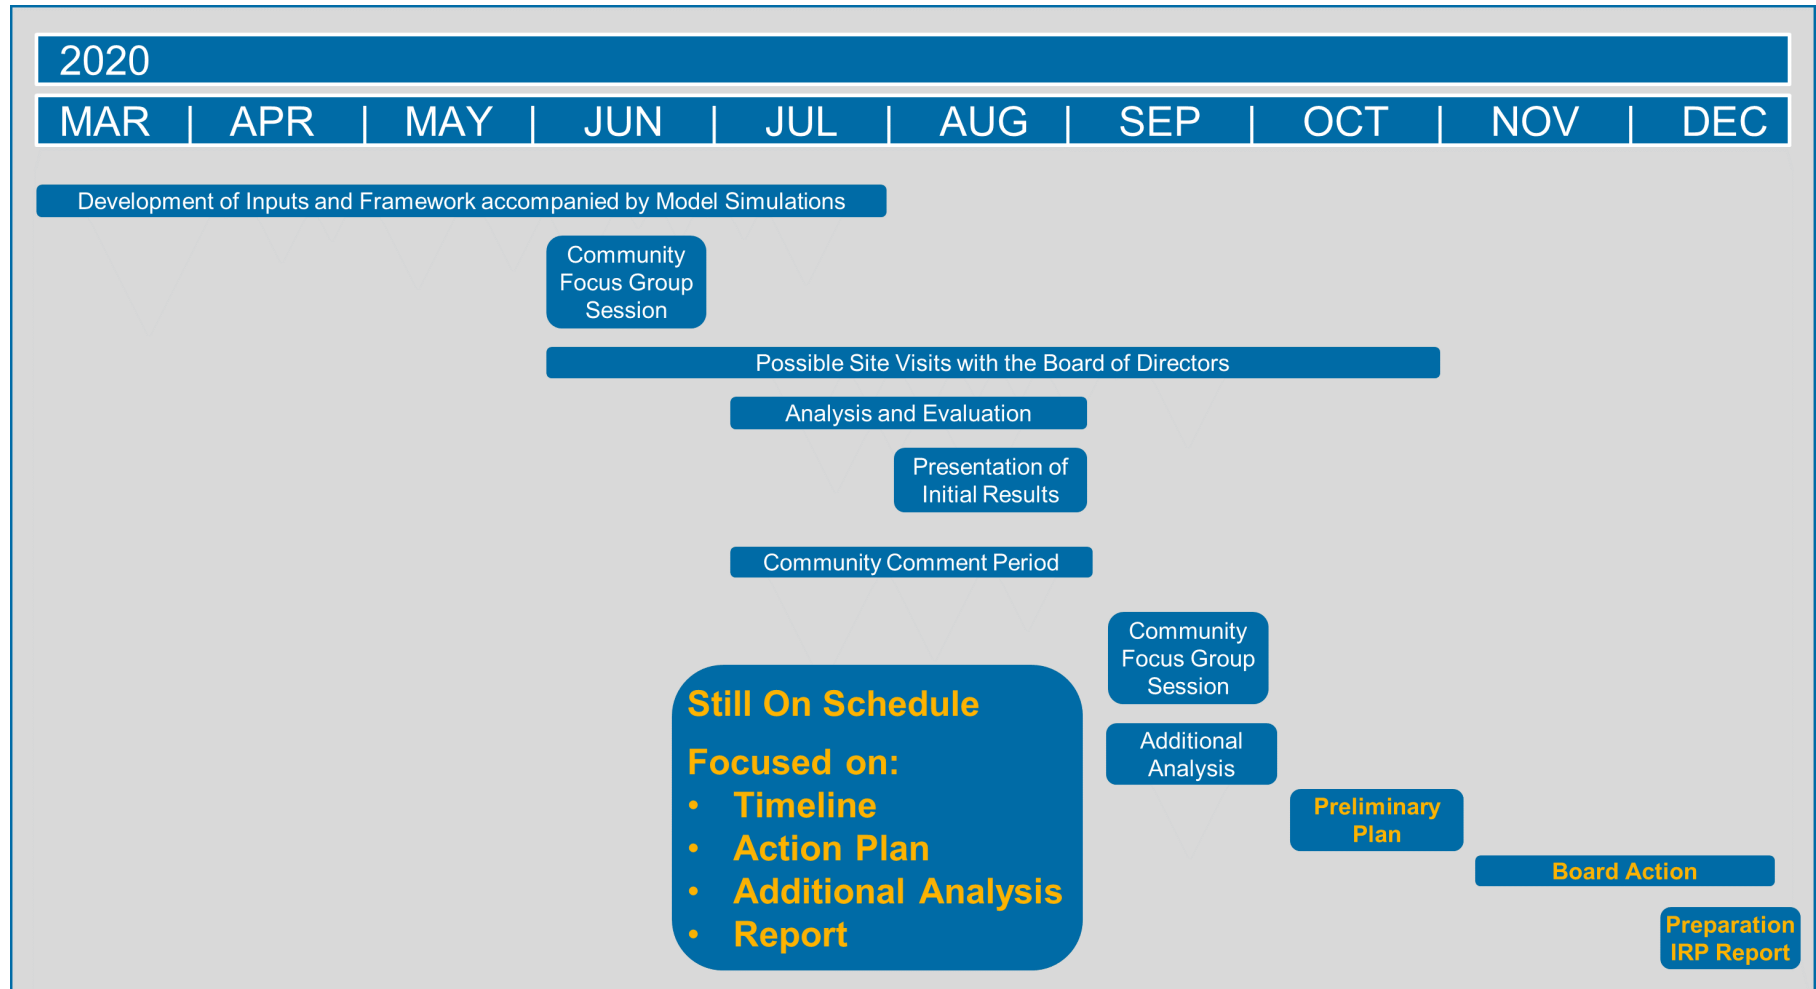 2020
MAR | APR | MAY | JUN | JUL | AUG | SEP | OCT | NOV | DEC
Development of Inputs and Framework accompanied by Model Simulations
Community
Focus Group
Session
Possible Site Visits with the Board of Directors
Analysis and Evaluation
Presentation of
Initial Results
Community Comment Period
Community
Focus Group
Session
Still On Schedule
Focused on:
• Timeline
• Action Plan
• Additional Analysis
• Report
Additional
Analysis
Preliminary
Plan
Board Action
Preparation
IRP Report